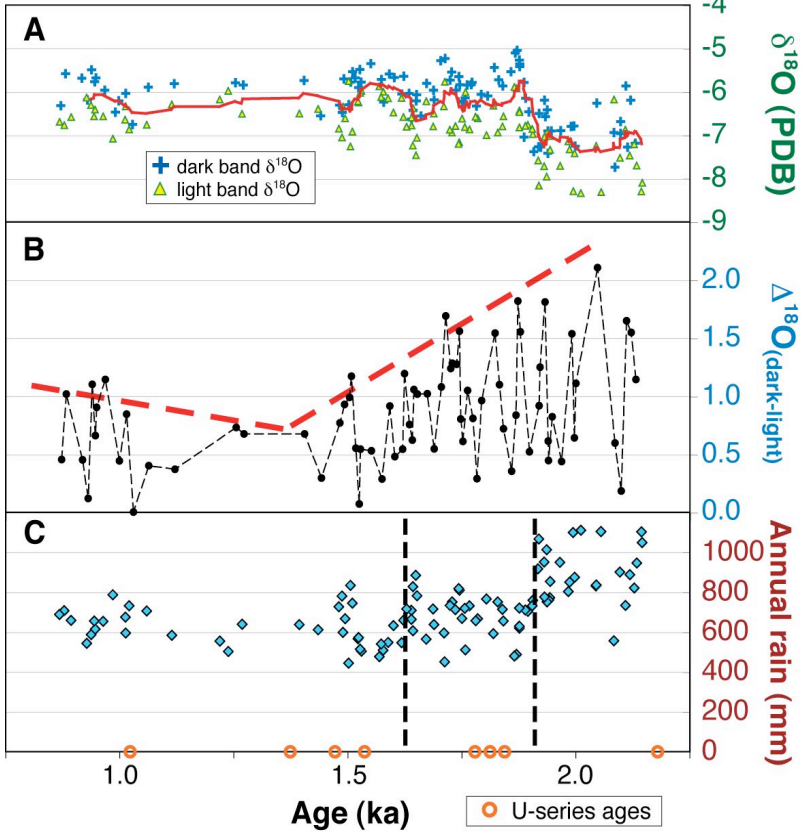 A
-4
-5
-6
-7
-8
-9
δ18O (PDB)
dark band δ18O
light band δ18O
B
2.0
1.5
1.0
0.5
0.0
Δ18O(dark-light)
C
1000
800
600
400
200
0
Annual rain (mm)
1.0 1.5 2.0
Age (ka)
U-series ages